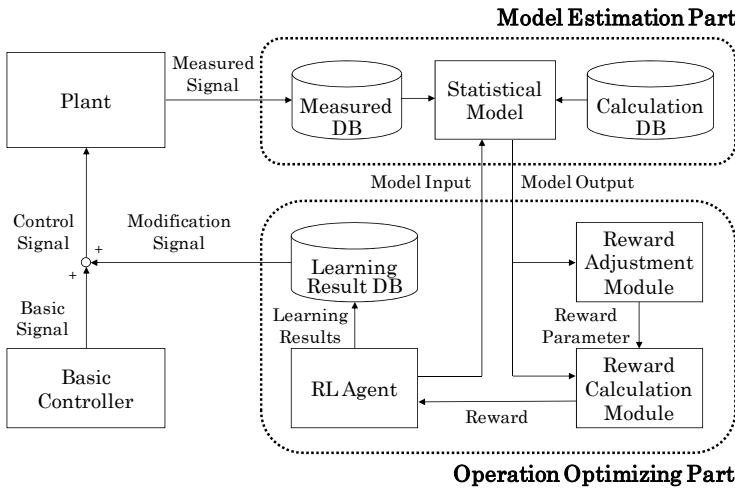 Model Estimation Part
Measured
Signal
Plant
Measured
DB
Statistical
Model
Calculation
DB
Model Input
Model Output
Control
Signal
Modification
Signal
+
+
Learning
Result DB
Reward
Adjustment
Module
Basic
Signal
Learning
Results
Reward
Parameter
Basic
Controller
RL Agent
Reward
Reward
Calculation
Module
Operation Optimizing Part